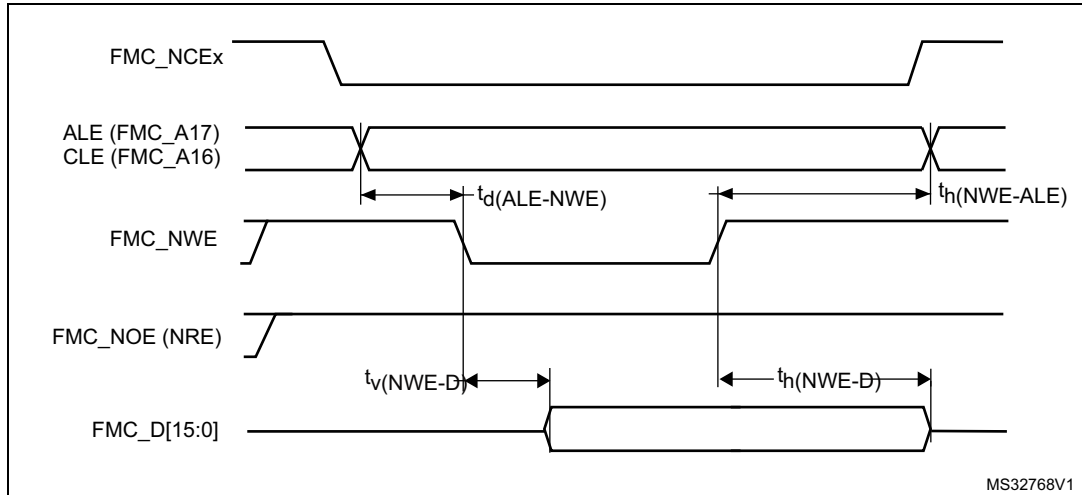 FMC_NCEx
ALE (FMC_A17)
CLE (FMC_A16)
td(ALE-NWE)
th(NWE-ALE)
FMC_NWE
FMC_NOE (NRE)
tv(NWE-D)
th(NWE-D)
FMC_D[15:0]
MS32768V1